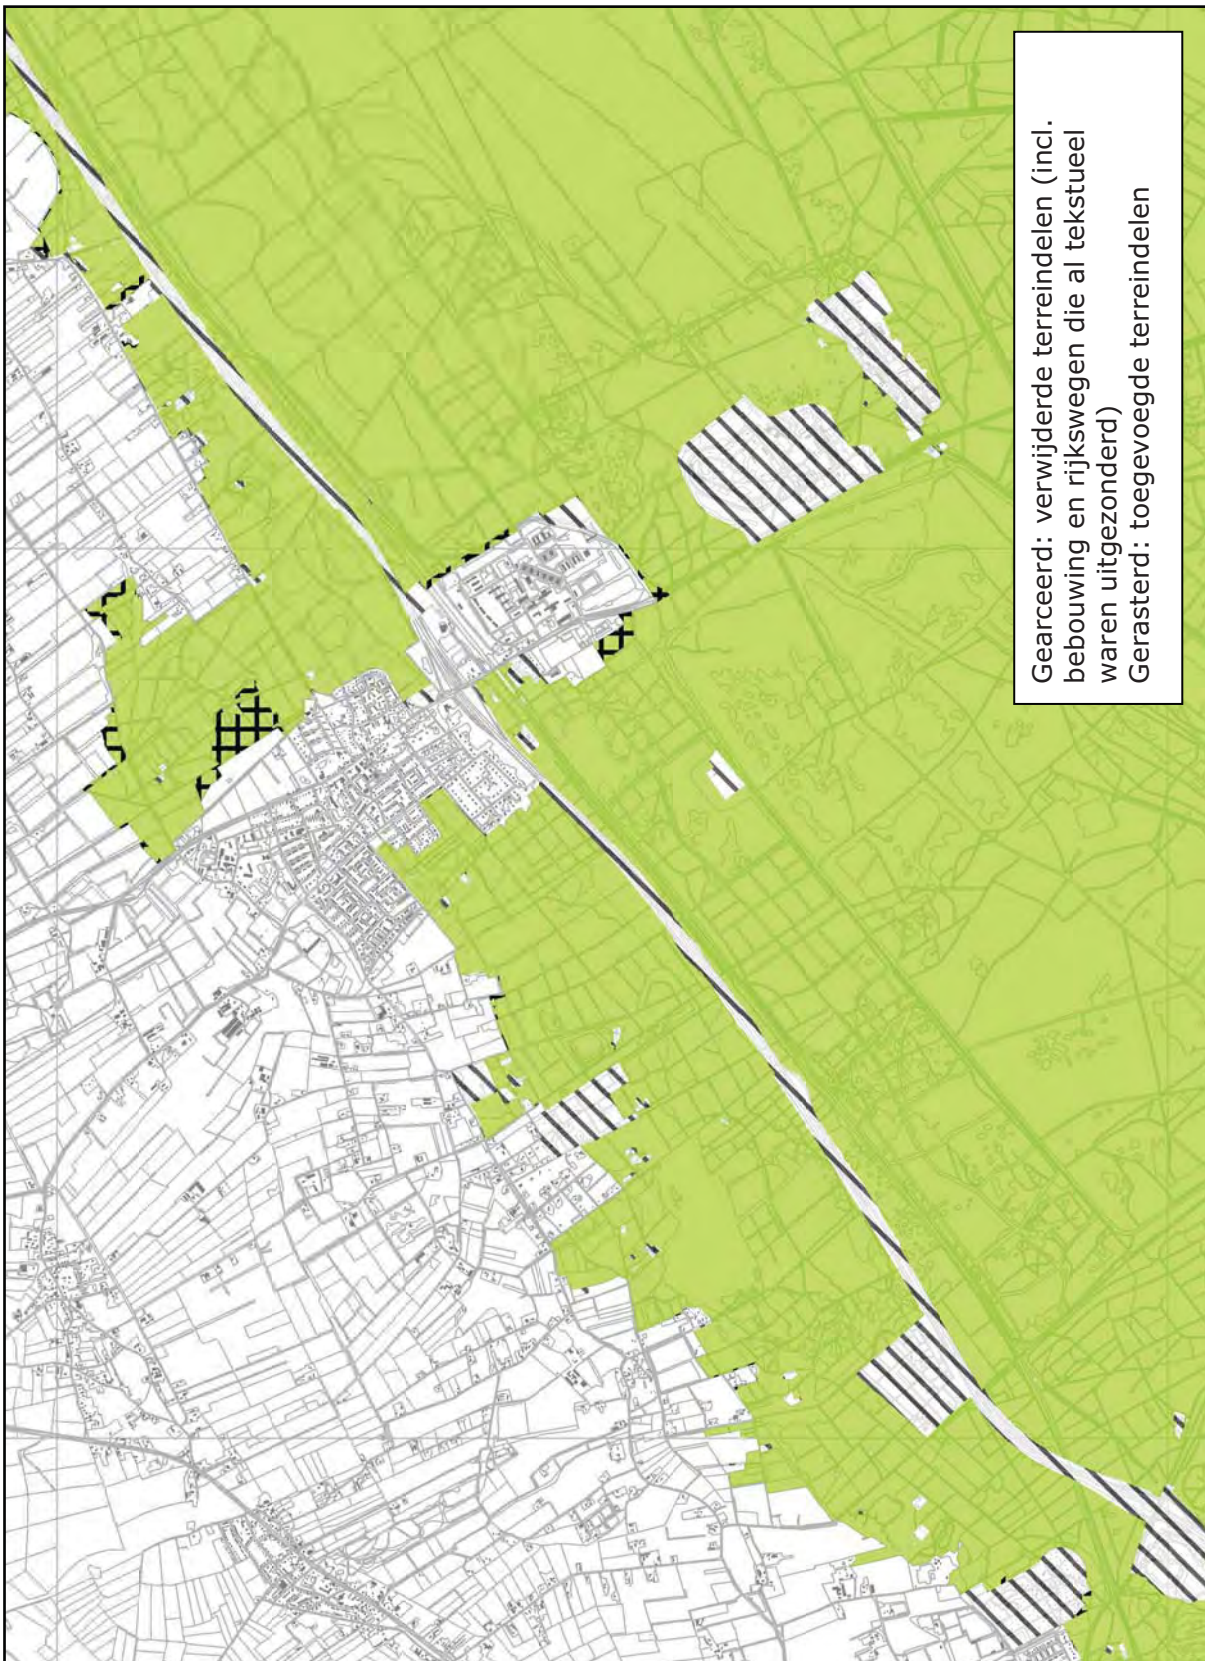 Gearceerd: verwijderde terreindelen (incl.
bebouwing en rijkswegen die al tekstueel
waren uitgezonderd)
Gerasterd: toegevoegde terreindelen